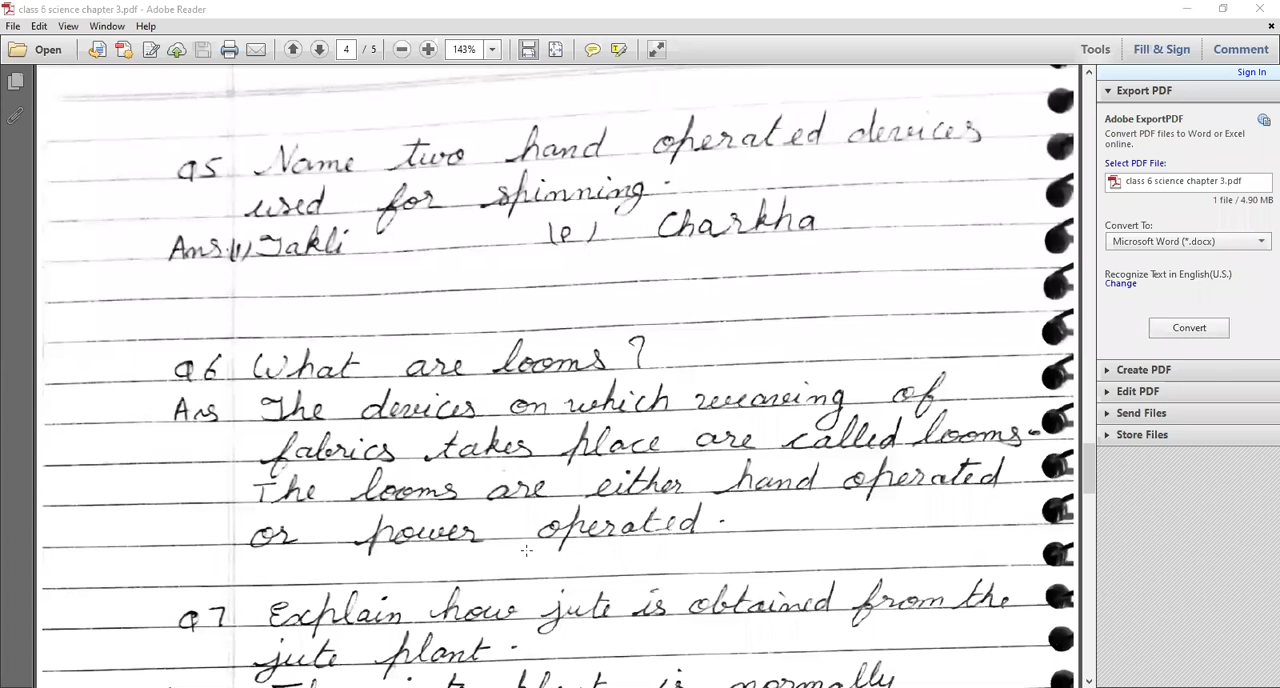 class 6 science chapter 3.pdf - Adobe Reader
File Edit View Window Help
Open 4 / 5 143% Tools Fill & Sign Comment
Sign In
Export PDF
Adobe ExportPDF
Convert PDF files to Word or Excel
online.
Select PDF File:
class 6 science chapter 3.pdf
1 file / 4.90 MB
Convert To:
Microsoft Word (*.docx)
Recognize Text in English(U.S.)
Change
Convert
Create PDF
Edit PDF
Send Files
Store Files
Q5 Name two hand operated devices
used for spinning.
Ans. (1) Takli (2) Charkha
Q6 What are looms?
Ans The devices on which weaving of
fabrics takes place are called looms.
The looms are either hand operated
or power operated.
Q7 Explain how jute is obtained from the
jute plant.
The jute plant is normally